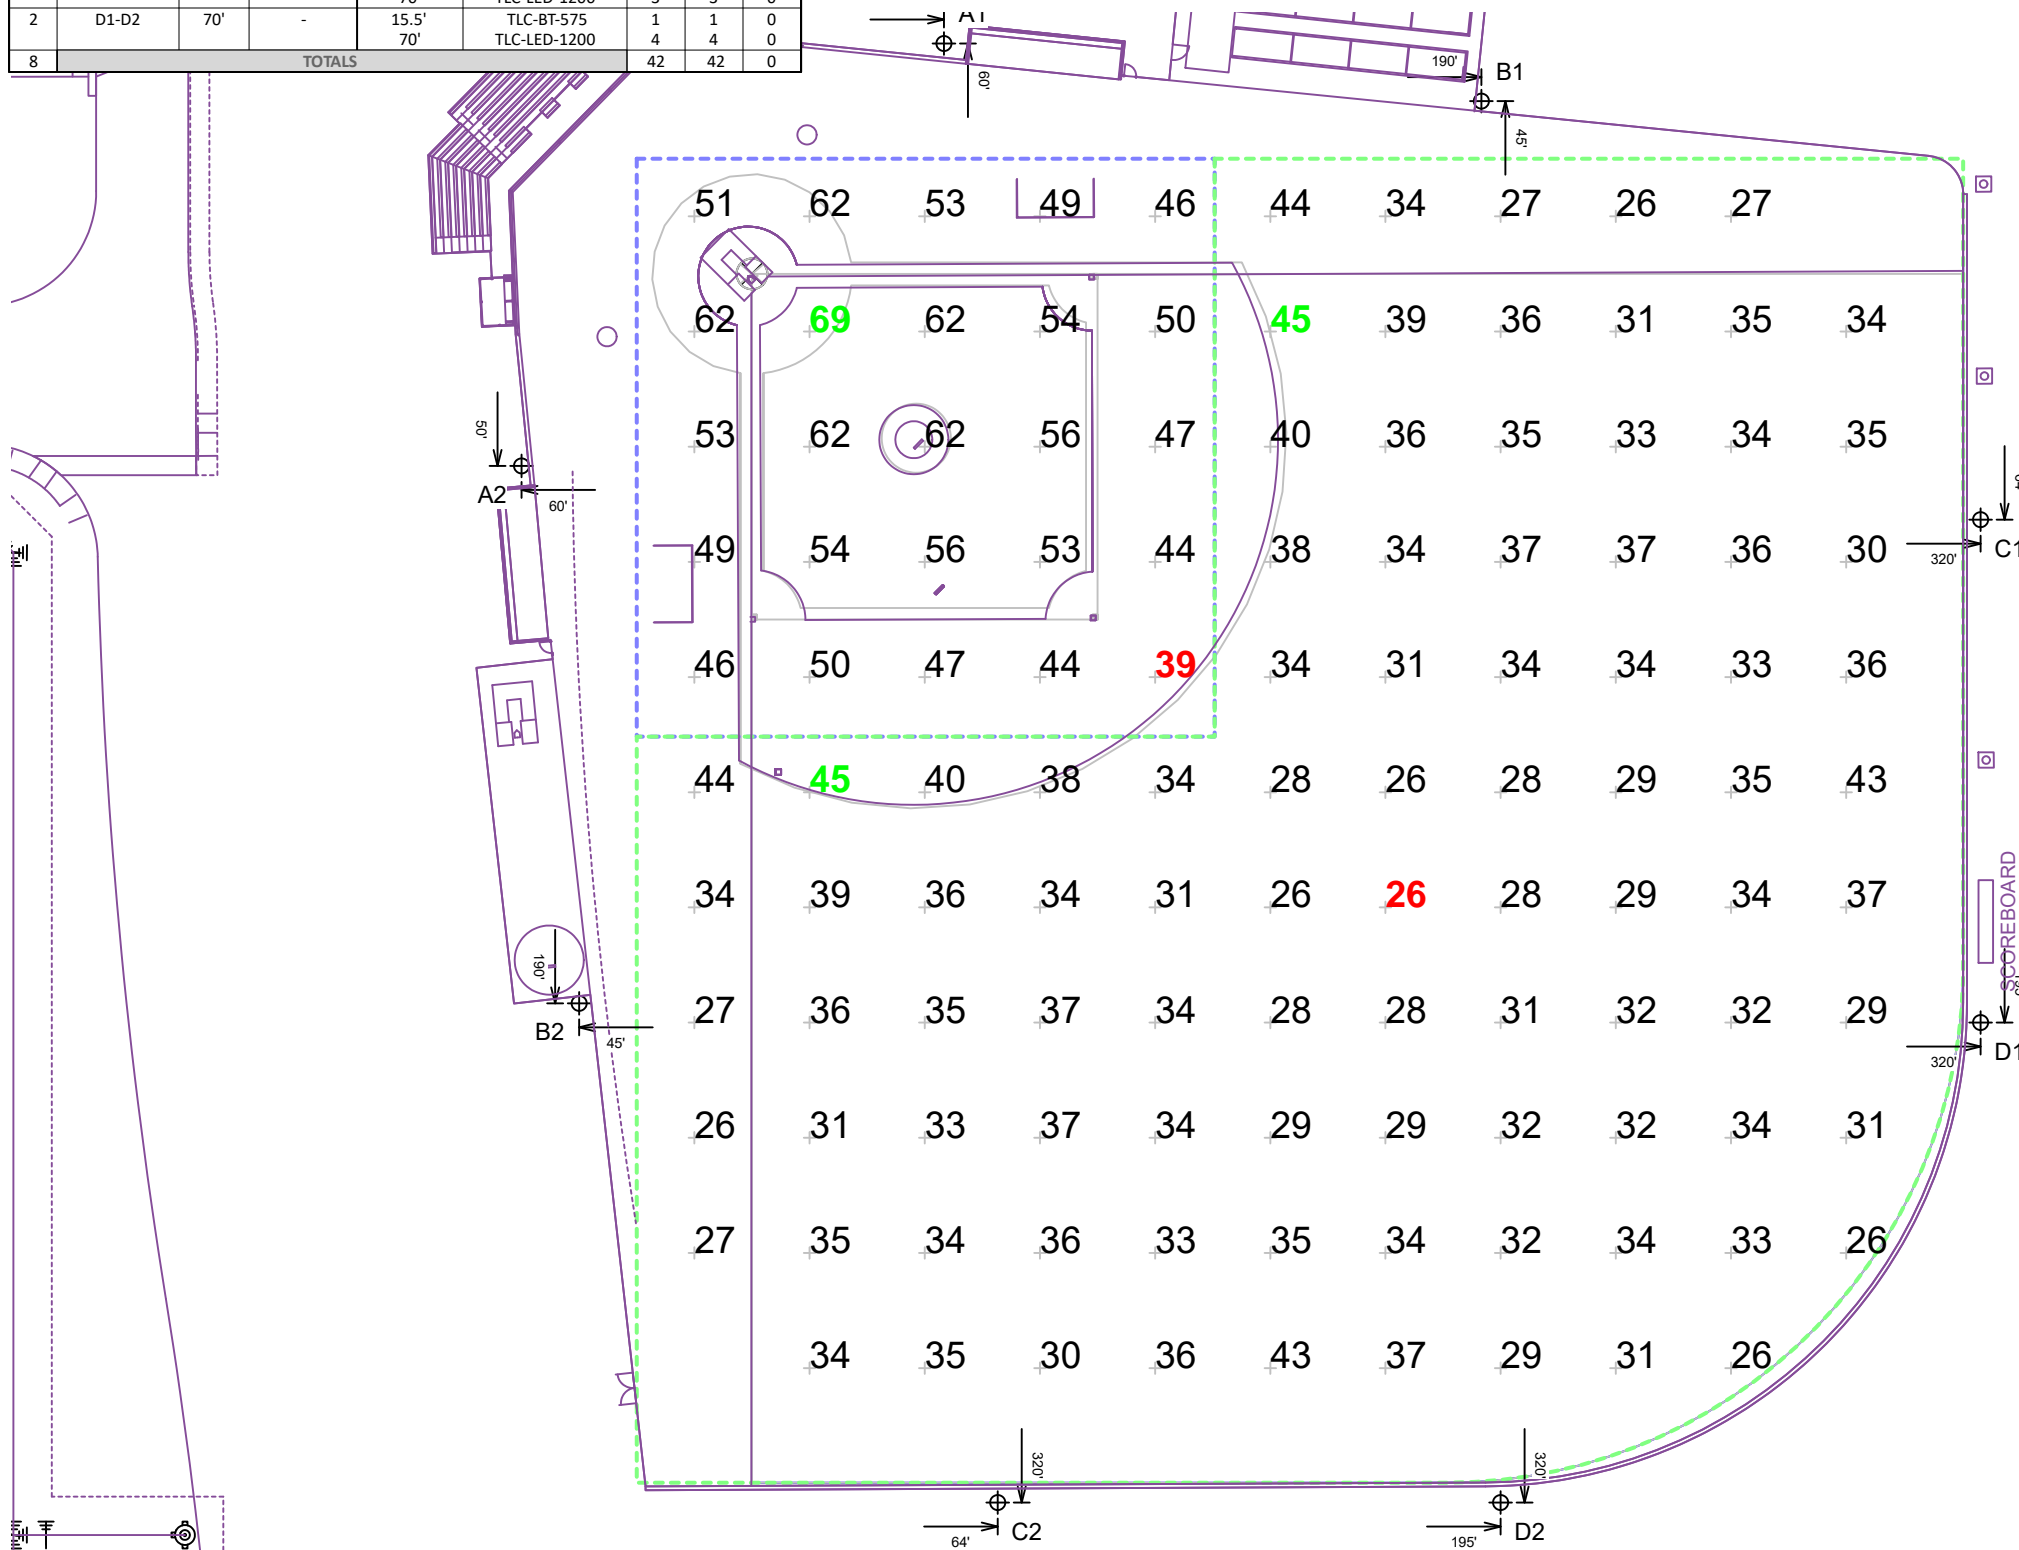 70' TLC-LED-1200 3 3 0
2 D1-D2 70' - 15.5' TLC-BT-575 1 1 0
70' TLC-LED-1200 4 4 0
8 TOTALS 42 42 0
A1
60'
190' B1
45'
51 62 53 49 46 44 34 27 26 27
62 69 62 54 50 45 39 36 31 35 34
50'
53 62 62 56 47 40 36 35 33 34 35
A2 60'
49 54 56 53 44 38 34 37 37 36 30
320' C1
46 50 47 44 39 34 31 34 34 33 36
44 45 40 38 34 28 26 28 29 35 43
34 39 36 34 31 26 26 28 29 34 37
SCOREBOARD
190'
27 36 35 37 34 28 28 31 32 32 29
B2 45'
320' D1
26 31 33 37 34 29 29 32 32 34 31
27 35 34 36 33 35 34 32 34 33 26
34 35 30 36 43 37 29 31 26
320' 320'
64' C2 195' D2